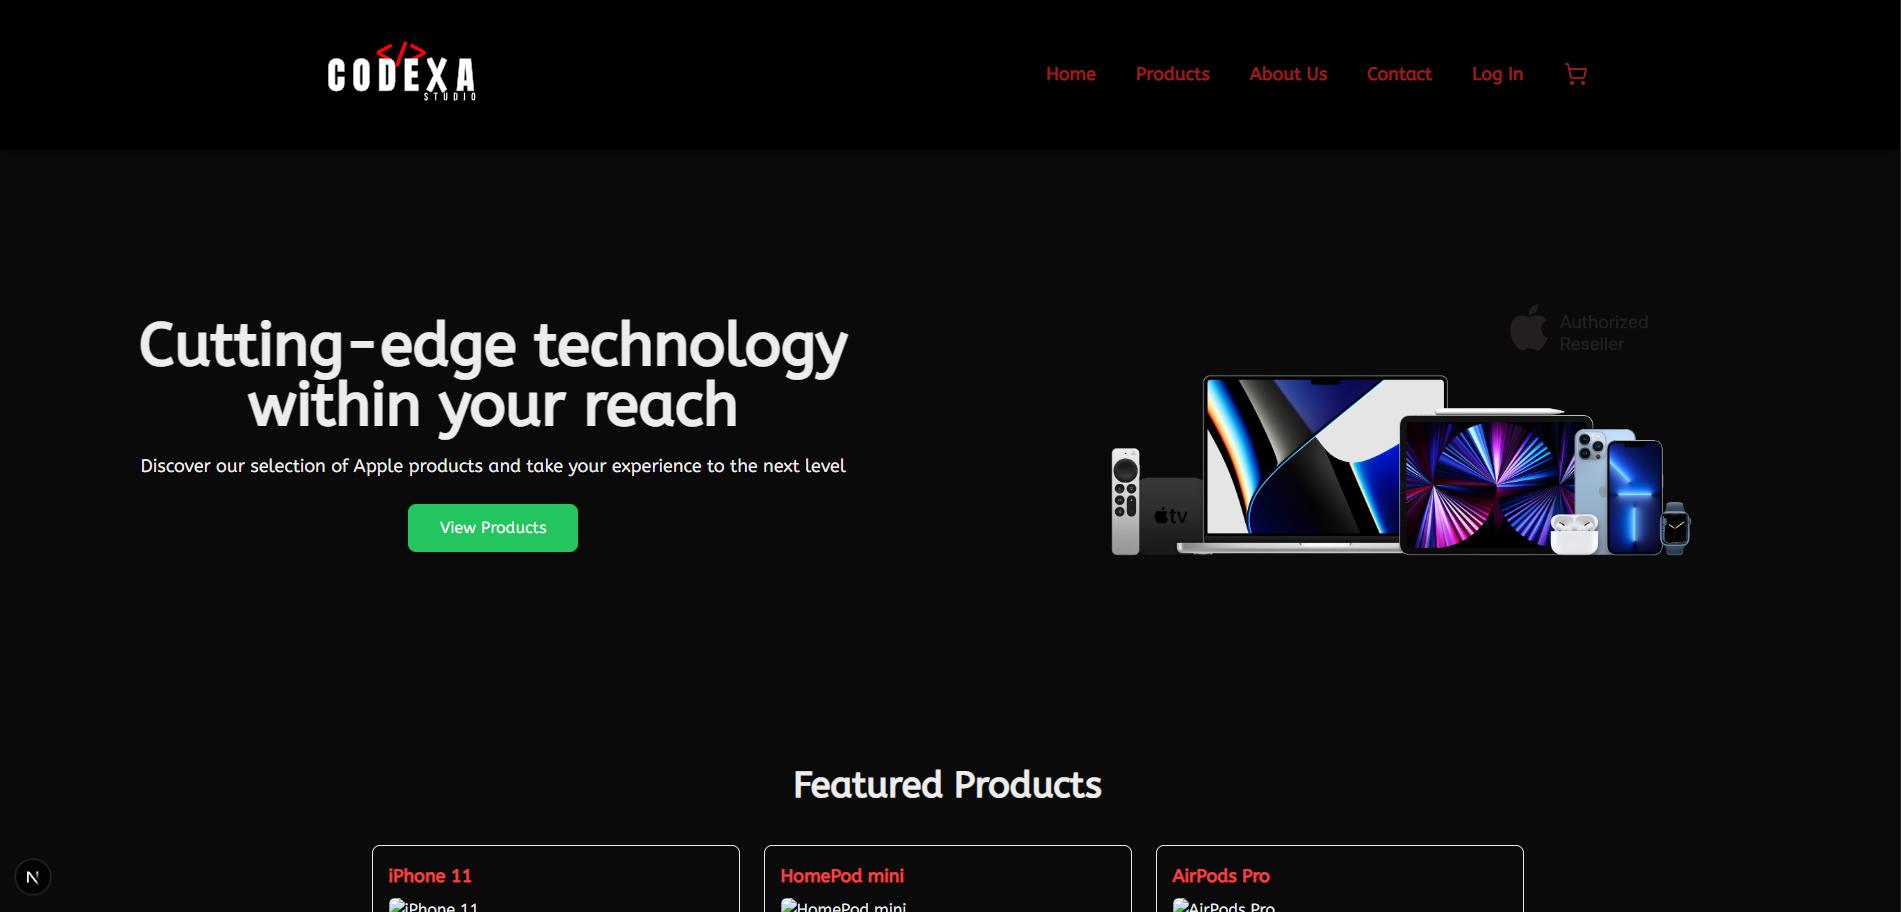 </>
CODEXA
STUDIO
Home
Products
About Us
Contact
Log In
Authorized
Reseller
Cutting-edge technology
within your reach
Discover our selection of Apple products and take your experience to the next level
View Products
tv
Featured Products
iPhone 11
iPhone 11
HomePod mini
HomePod mini
AirPods Pro
AirPods Pro
N